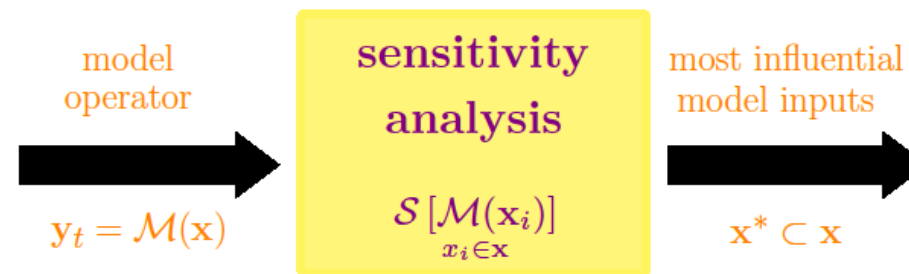 model
operator
y_t = M(x)
sensitivity
analysis
S [M(x_i)]
x_i∈x
most influential
model inputs
x* ⊂ x